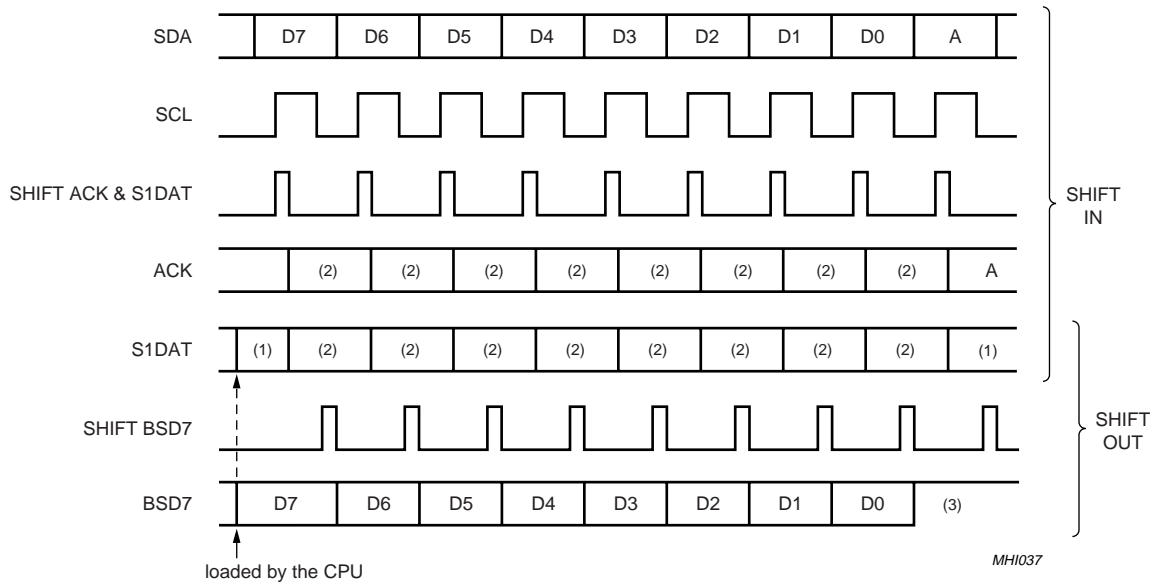 SDA D7 D6 D5 D4 D3 D2 D1 D0 A
SCL
SHIFT ACK & S1DAT
SHIFT
IN
ACK (2) (2) (2) (2) (2) (2) (2) (2) A
S1DAT (1) (2) (2) (2) (2) (2) (2) (2) (2) (1)
SHIFT BSD7
SHIFT
OUT
BSD7 D7 D6 D5 D4 D3 D2 D1 D0 (3)
loaded by the CPU
MHI037